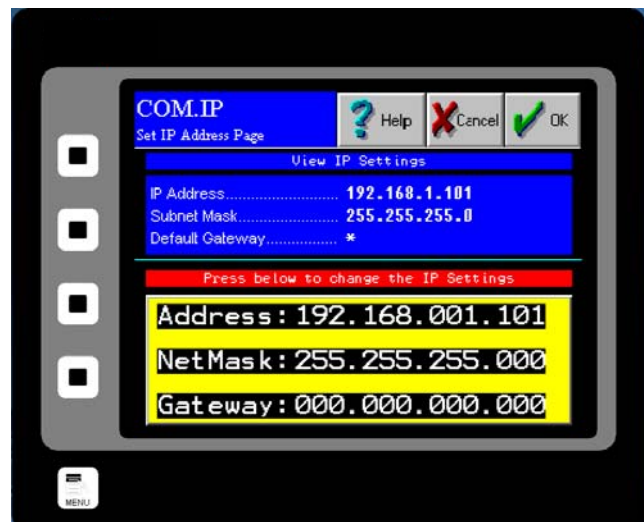 COM.IP
Set IP Address Page
Help
Cancel
OK
View IP Settings
IP Address........................... 192.168.1.101
Subnet Mask........................ 255.255.255.0
Default Gateway................. *
Press below to change the IP Settings
Address:192.168.001.101
NetMask:255.255.255.000
Gateway:000.000.000.000
MENU